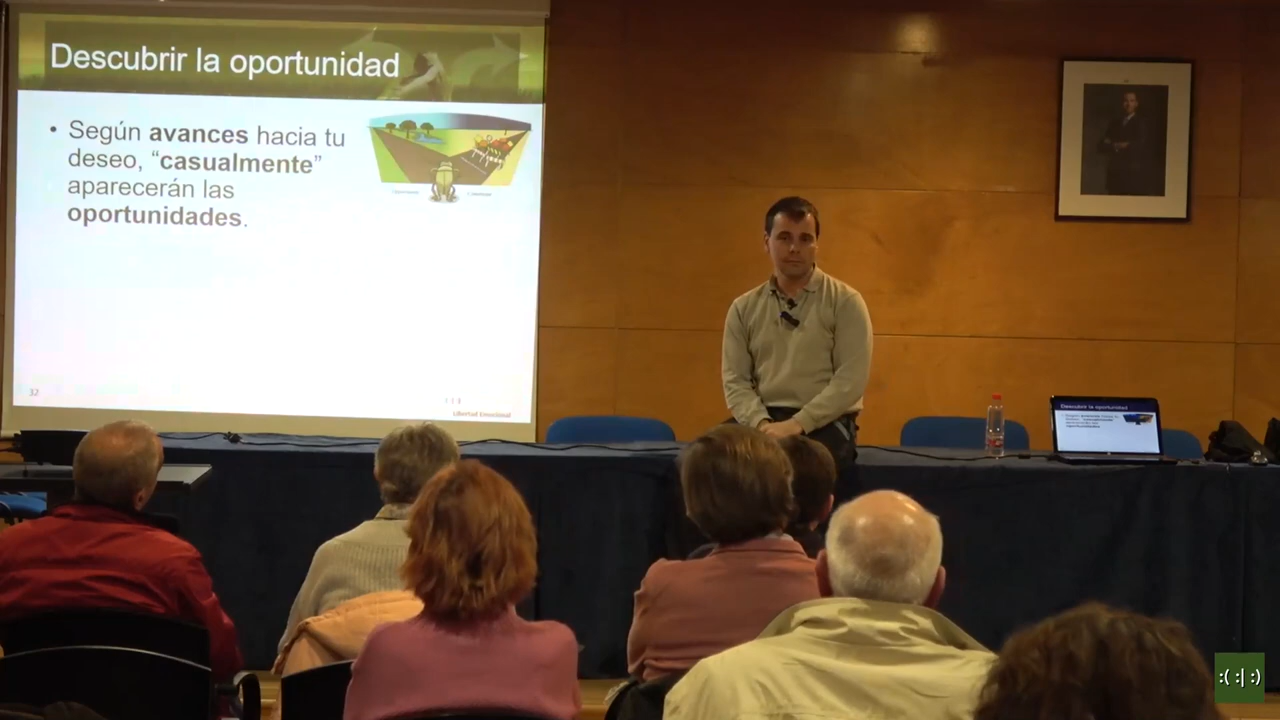 Descubrir la oportunidad
• Según avances hacia tu
deseo, “casualmente”
aparecerán las
oportunidades.
32
Libertad Emocional
Descubrir la oportunidad
:( :|:)